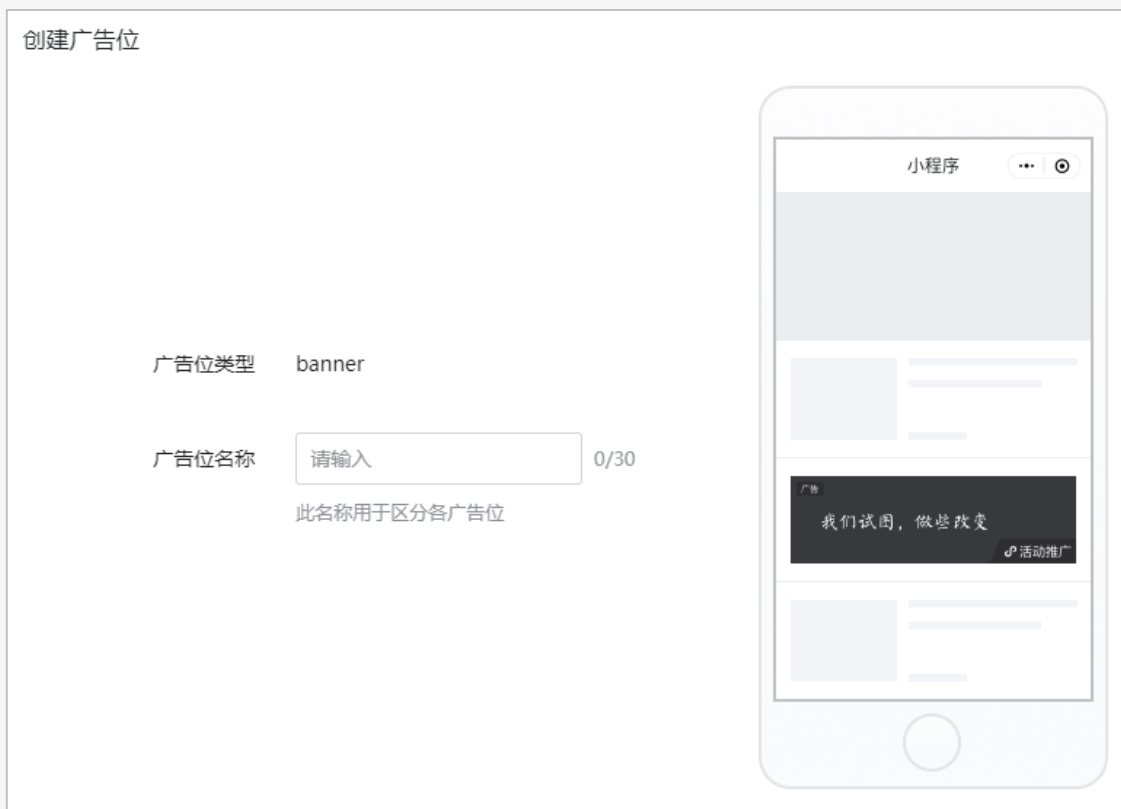 创建广告位
广告位类型 banner
广告位名称 请输入 0/30
此名称用于区分各广告位
小程序
广告
我们试图，做些改变
活动推广